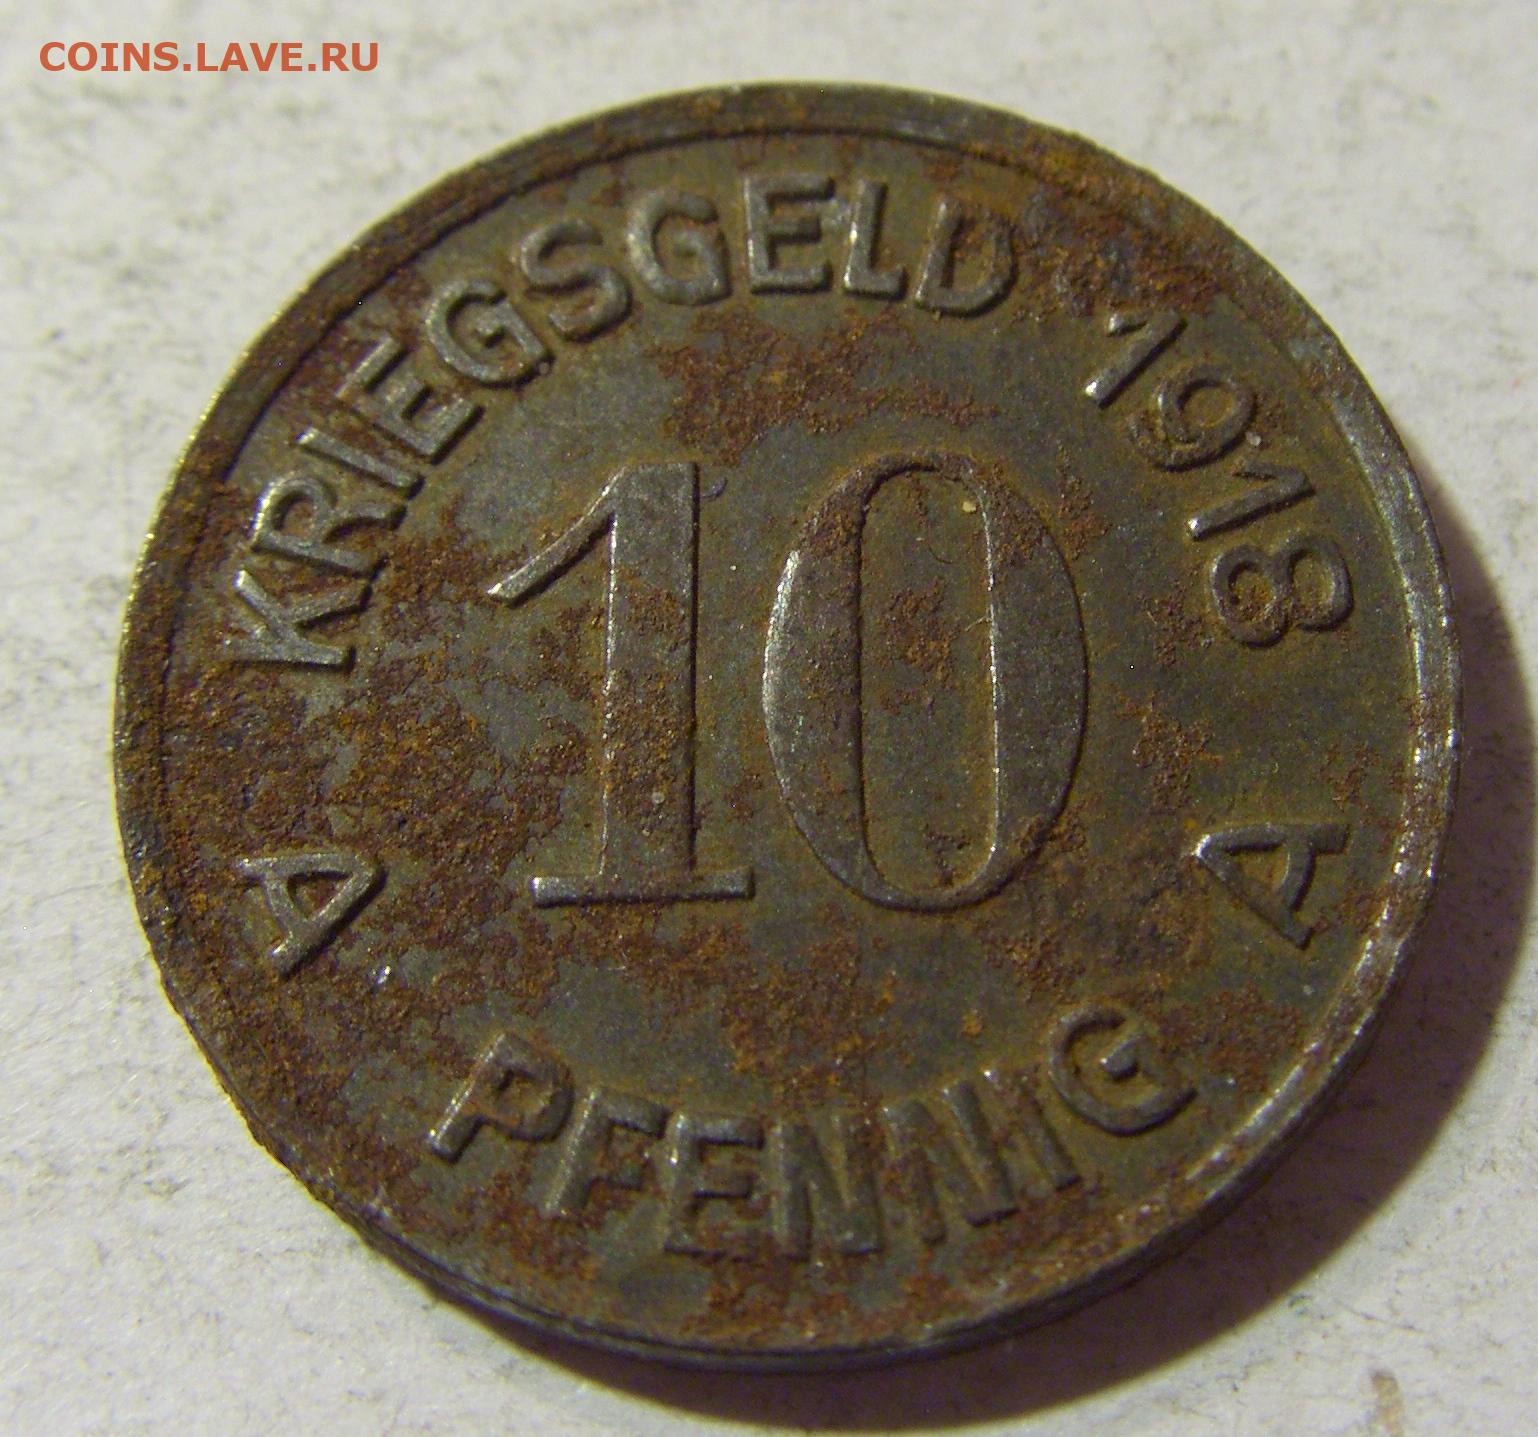 COINS.LAVE.RU
KRIEGSGELD 1918
10
A A
PFENNIG